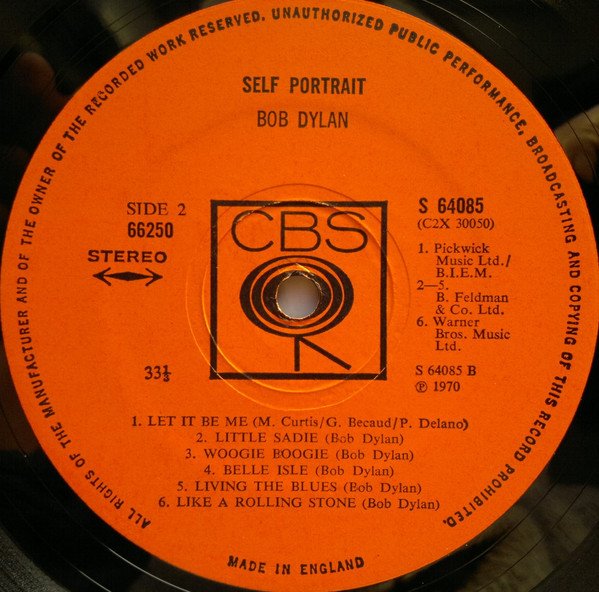 ALL RIGHTS OF THE MANUFACTURER AND OF THE OWNER OF THE RECORDED WORK RESERVED. UNAUTHORIZED PUBLIC PERFORMANCE, BROADCASTING AND COPYING OF THIS RECORD PROHIBITED.
SELF PORTRAIT
BOB DYLAN
SIDE 2
66250
STEREO
33⅓
CBS
S 64085
(C2X 30050)
1. Pickwick
Music Ltd./
B.I.E.M.
2—5.
B. Feldman
& Co. Ltd.
6. Warner
Bros. Music
Ltd.
S 64085 B
℗ 1970
1. LET IT BE ME (M. Curtis/G. Becaud/P. Delano)
2. LITTLE SADIE (Bob Dylan)
3. WOOGIE BOOGIE (Bob Dylan)
4. BELLE ISLE (Bob Dylan)
5. LIVING THE BLUES (Bob Dylan)
6. LIKE A ROLLING STONE (Bob Dylan)
MADE IN ENGLAND